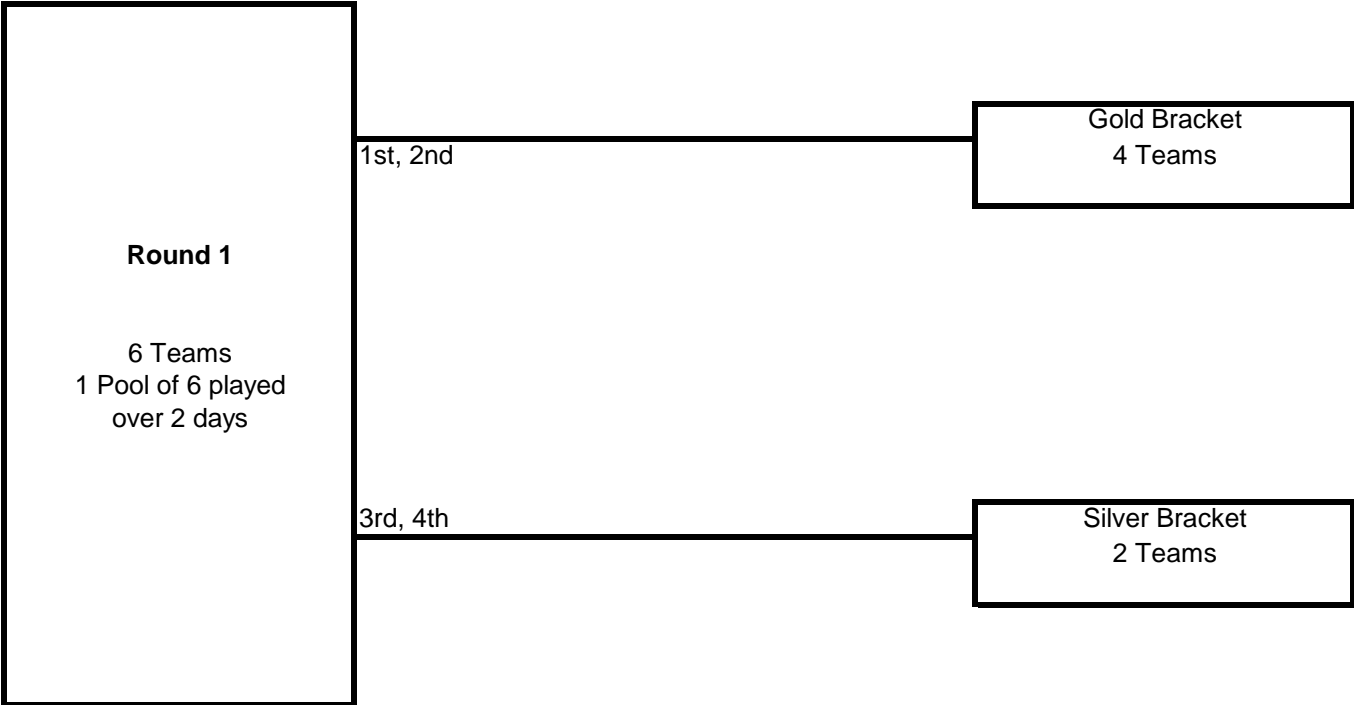 Round 1
6 Teams
1 Pool of 6 played
over 2 days
1st, 2nd
Gold Bracket
4 Teams
3rd, 4th
Silver Bracket
2 Teams